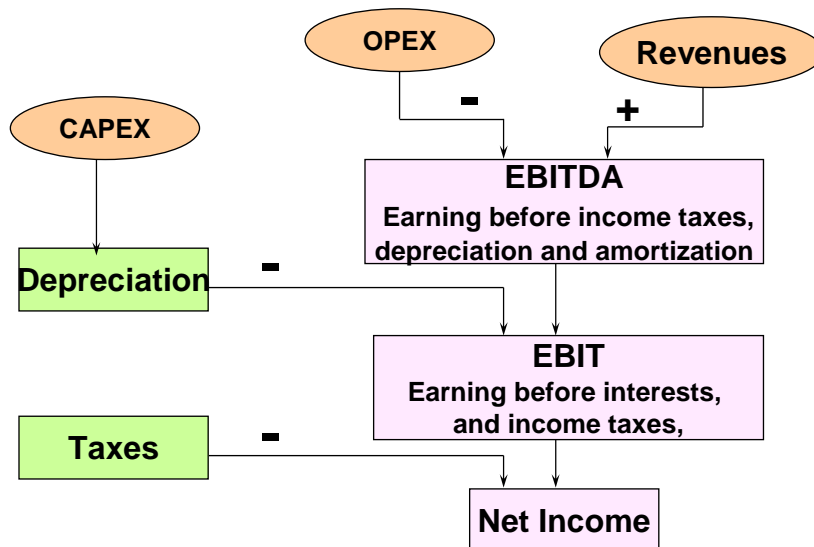 OPEX
Revenues
-
+
CAPEX
EBITDA
Earning before income taxes,
depreciation and amortization
Depreciation
-
EBIT
Earning before interests,
and income taxes,
Taxes
-
Net Income